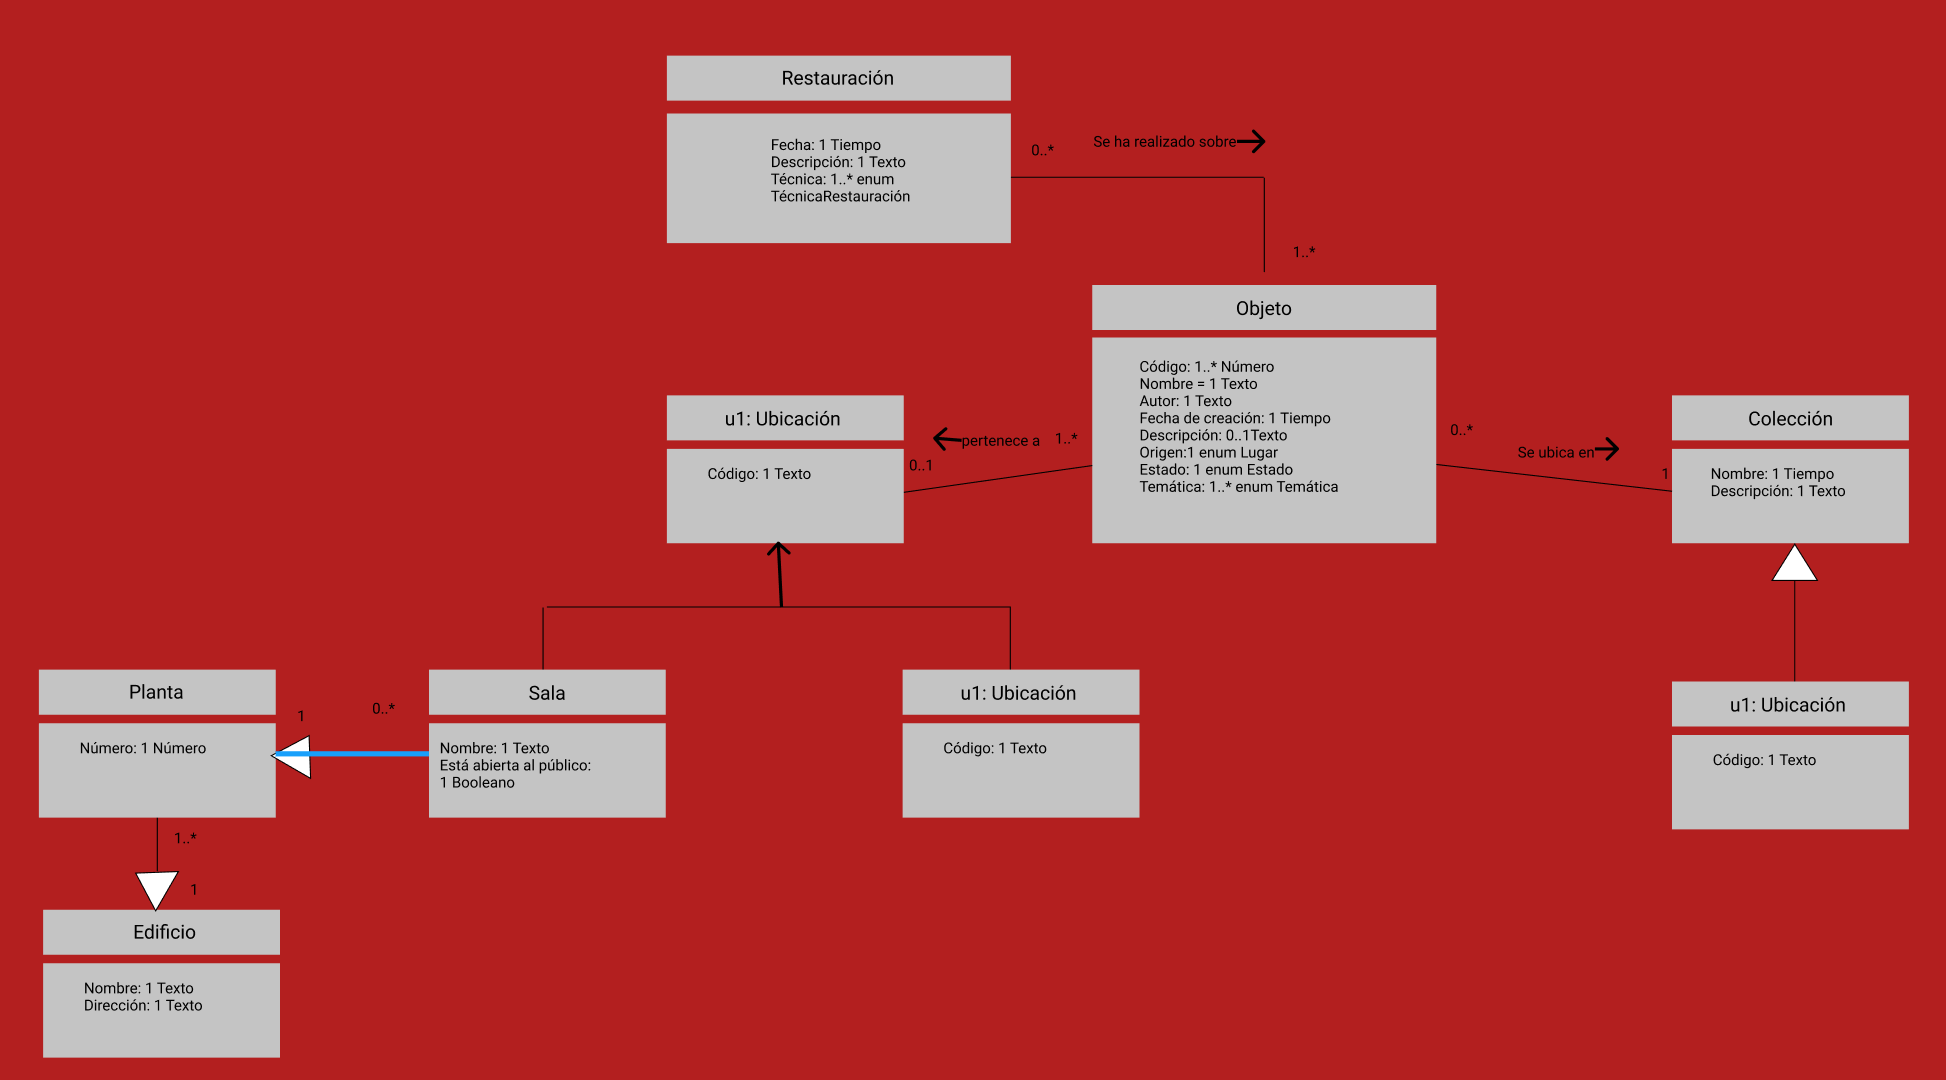 Restauración
Fecha: 1 Tiempo
Descripción: 1 Texto
Técnica: 1..* enum
TécnicaRestauración
0..*
Se ha realizado sobre
1..*
Objeto
Código: 1..* Número
Nombre = 1 Texto
Autor: 1 Texto
Fecha de creación: 1 Tiempo
Descripción: 0..1Texto
Origen:1 enum Lugar
Estado: 1 enum Estado
Temática: 1..* enum Temática
u1: Ubicación
Código: 1 Texto
pertenece a
1..*
0..1
0..*
Se ubica en
1
Colección
Nombre: 1 Tiempo
Descripción: 1 Texto
Planta
Número: 1 Número
1
0..*
Sala
Nombre: 1 Texto
Está abierta al público:
1 Booleano
u1: Ubicación
Código: 1 Texto
u1: Ubicación
Código: 1 Texto
1..*
1
Edificio
Nombre: 1 Texto
Dirección: 1 Texto